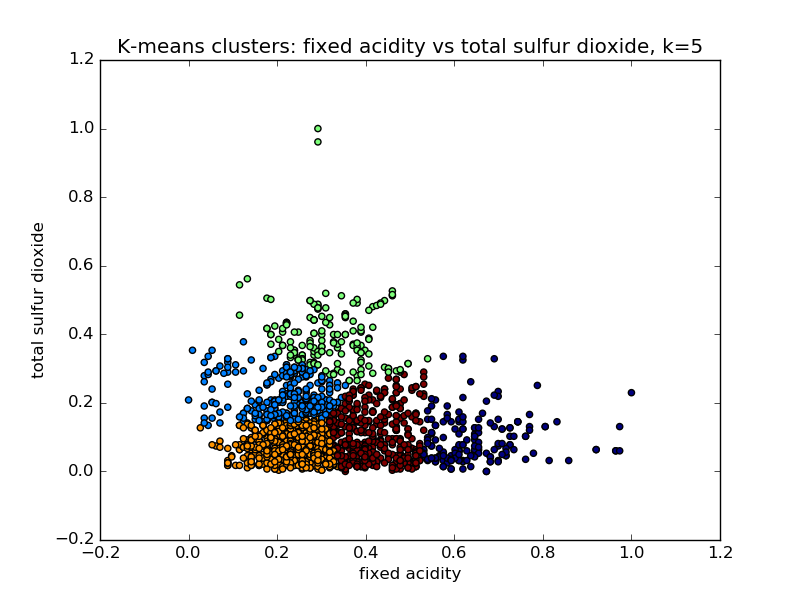 K-means clusters: fixed acidity vs total sulfur dioxide, k=5
1.2
1.0
0.8
0.6
0.4
0.2
0.0
−0.2
total sulfur dioxide
−0.2 0.0 0.2 0.4 0.6 0.8 1.0 1.2
fixed acidity